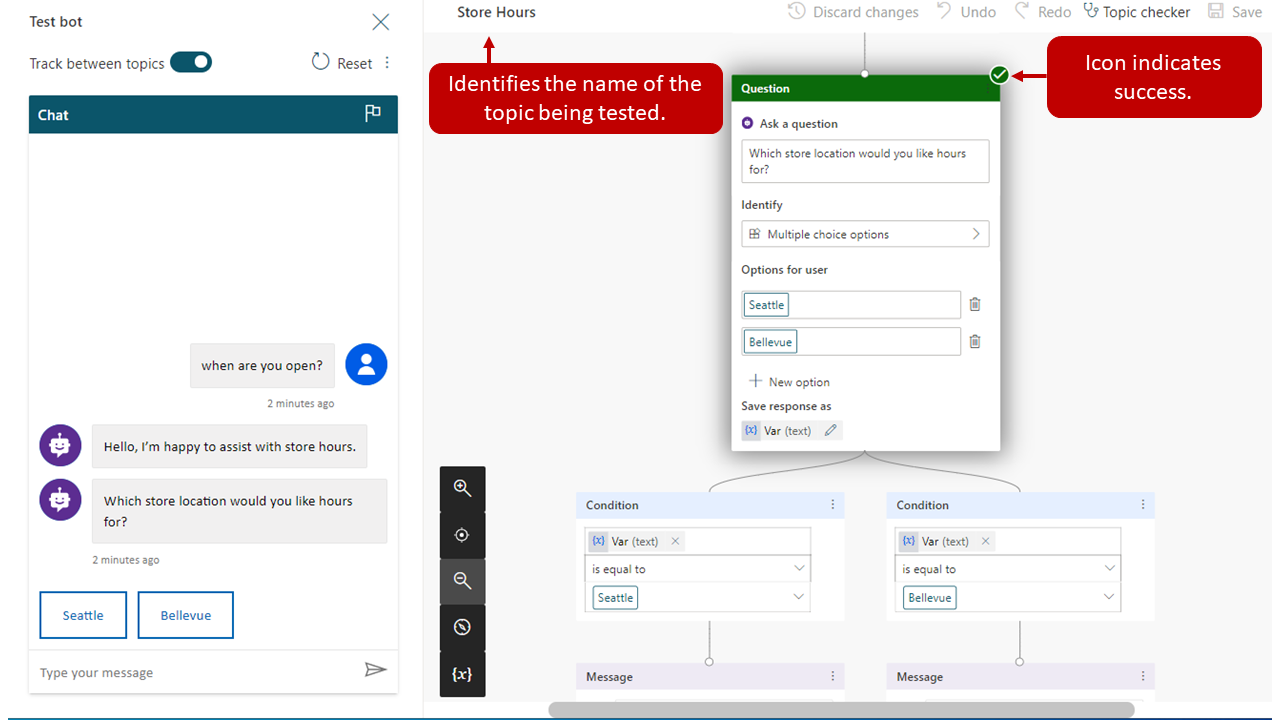 Test bot
Track between topics
Reset
Chat
when are you open?
2 minutes ago
Hello, I'm happy to assist with store hours.
Which store location would you like hours
for?
2 minutes ago
Seattle
Bellevue
Type your message
Store Hours
Discard changes
Undo
Redo
Topic checker
Save
Identifies the name of the
topic being tested.
Icon indicates
success.
Question
Ask a question
Which store location would you like hours
for?
Identify
Multiple choice options
Options for user
Seattle
Bellevue
New option
Save response as
{x} Var (text)
{x}
Condition
{x} Var (text)
is equal to
Seattle
Message
Condition
{x} Var (text)
is equal to
Bellevue
Message